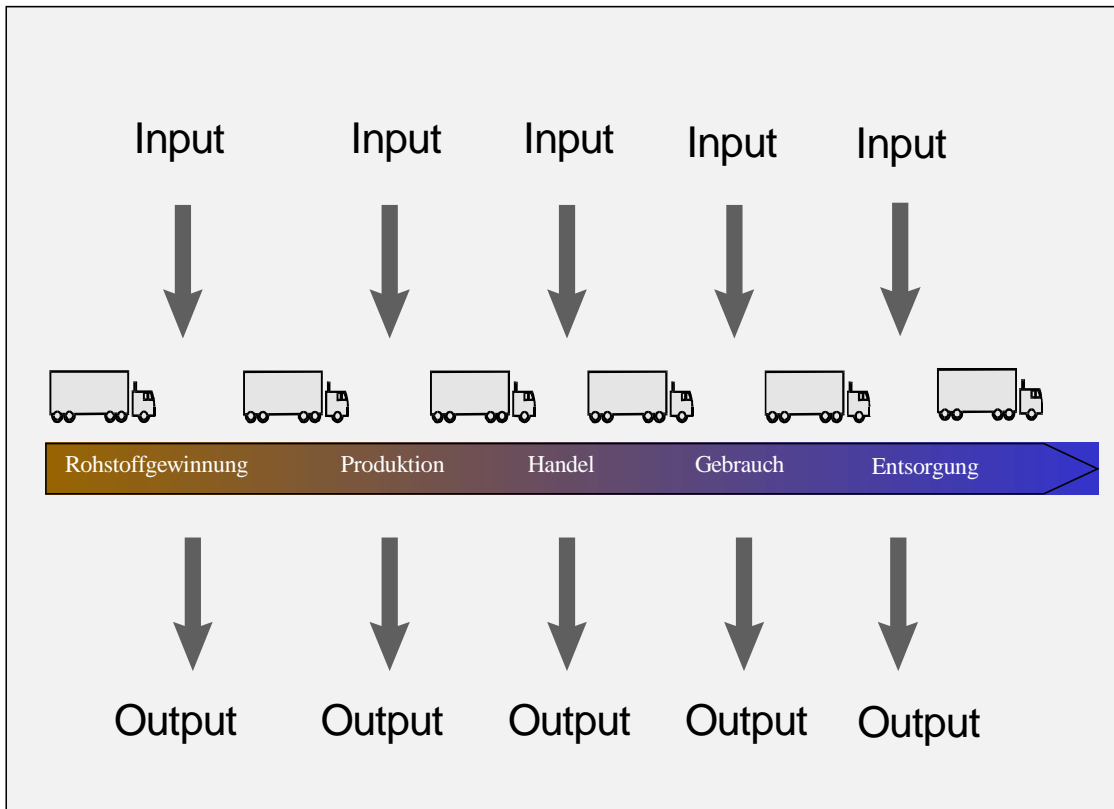 Input Input Input Input Input
Rohstoffgewinnung Produktion Handel Gebrauch Entsorgung
Output Output Output Output Output